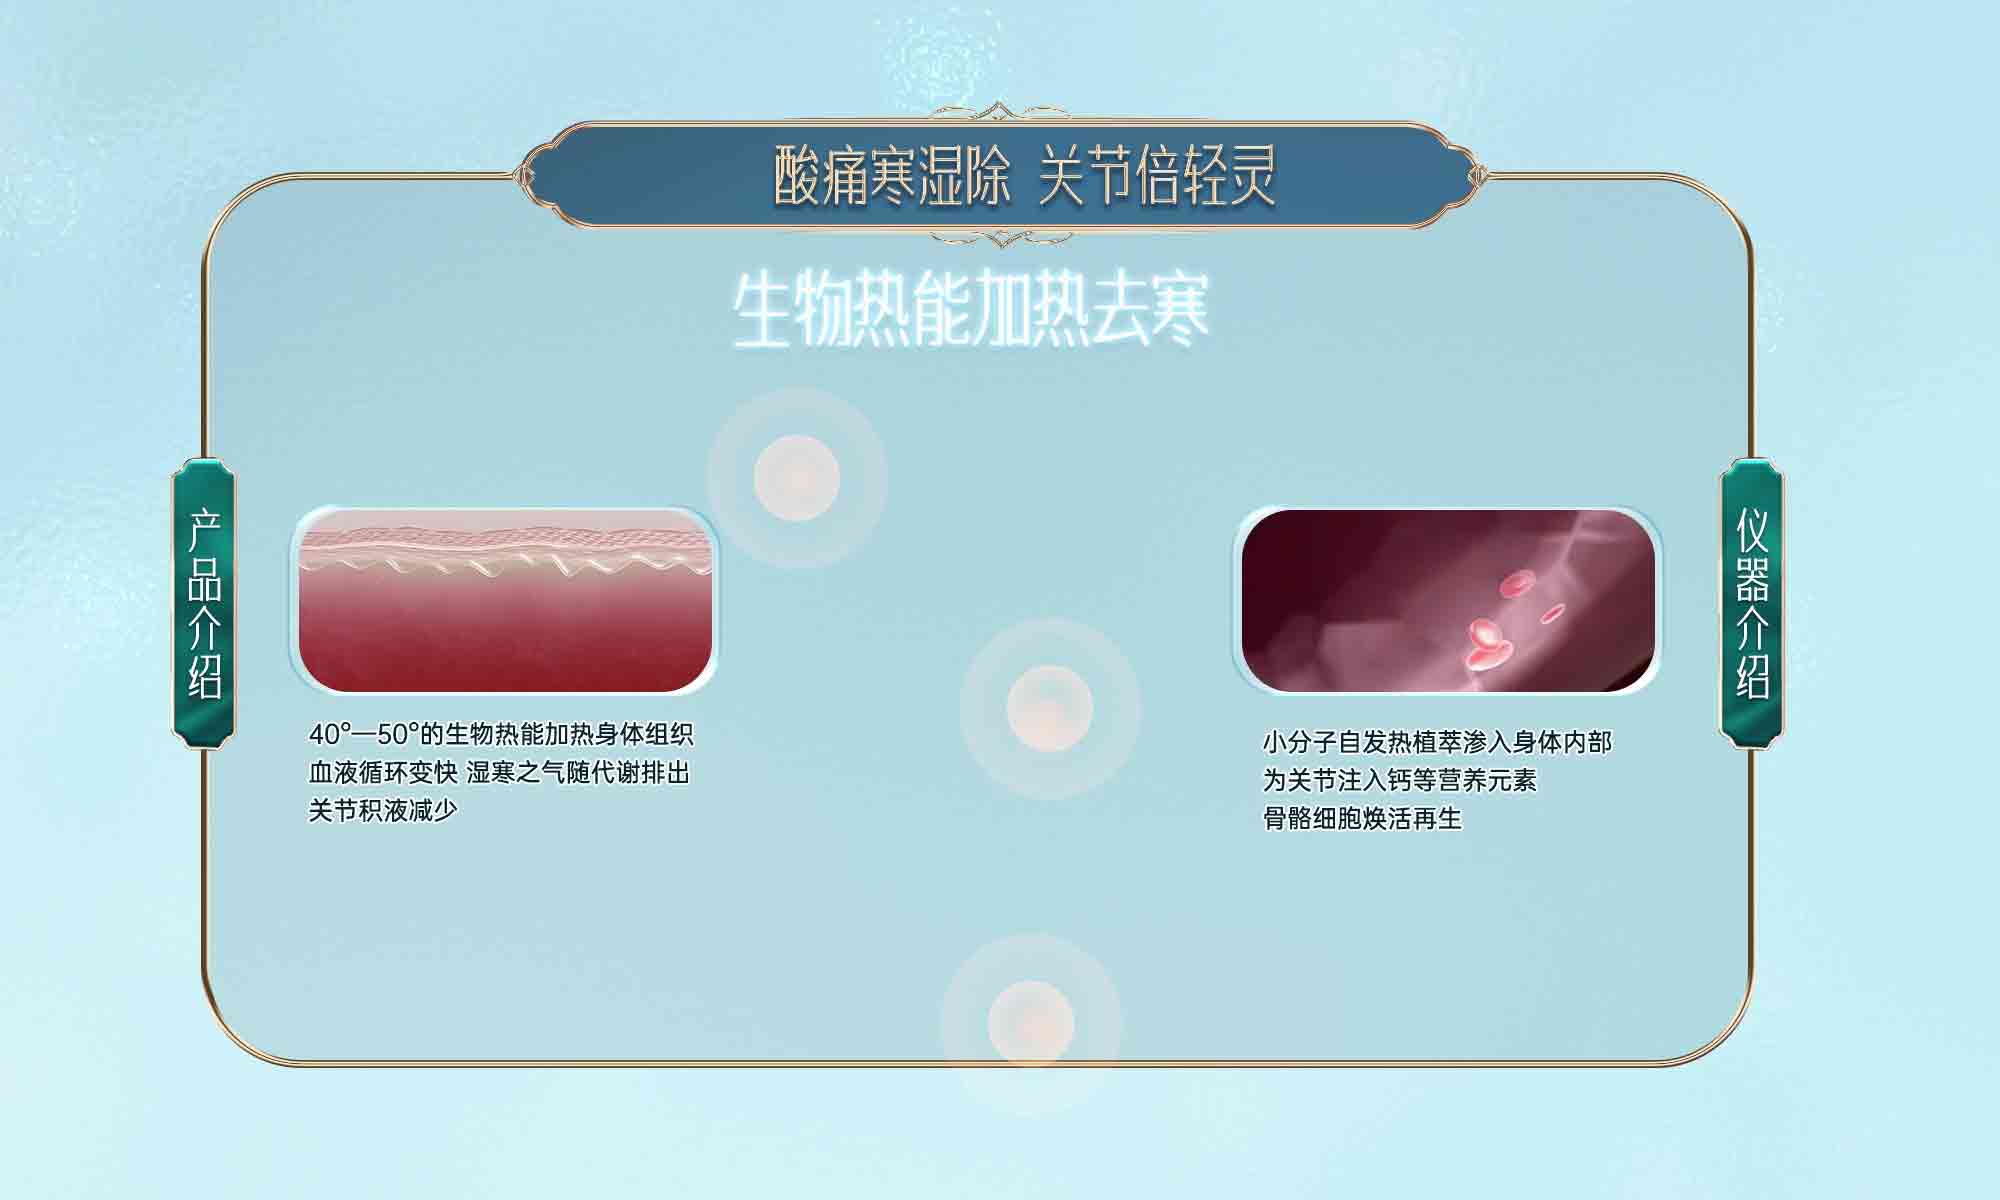 酸痛寒湿除 关节倍轻灵
生物热能加热去寒
产品介绍
40°—50°的生物热能加热身体组织
血液循环变快 湿寒之气随代谢排出
关节积液减少
小分子自发热植萃渗入身体内部
为关节注入钙等营养元素
骨骼细胞焕活再生
仪器介绍